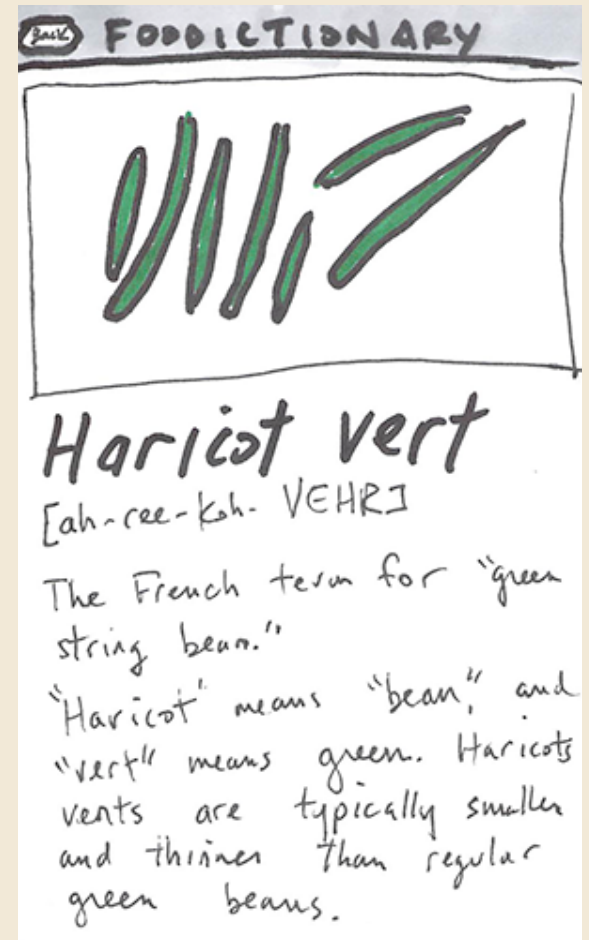 Back FOODICTIONARY
Haricot vert
[ah-ree-koh- VEHR]
The French term for "green
string bean."
"Haricot" means "bean," and
"vert" means green. Haricots
verts are typically smaller
and thinner than regular
green beans.